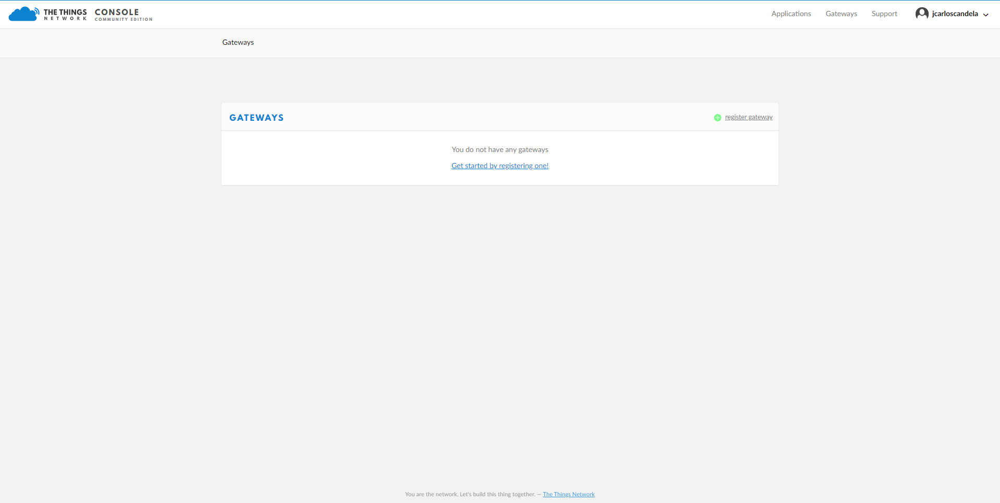 THE THINGS NETWORK CONSOLE COMMUNITY EDITION
Applications Gateways Support jcarloscandela
Gateways
GATEWAYS register gateway
You do not have any gateways
Get started by registering one!
You are the network. Let's build this thing together. — The Things Network